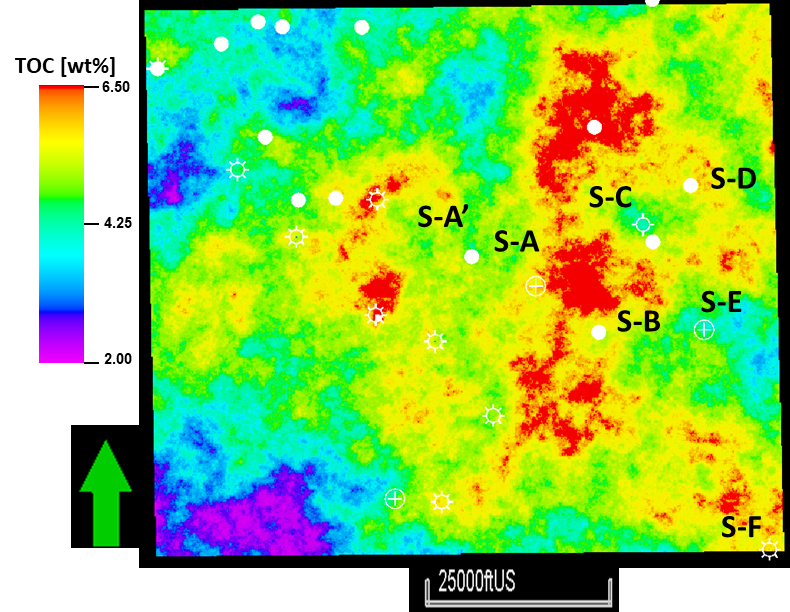 TOC [wt%]
6.50
4.25
2.00
S-D
S-C
S-A’
S-A
S-E
S-B
S-F
25000ftUS